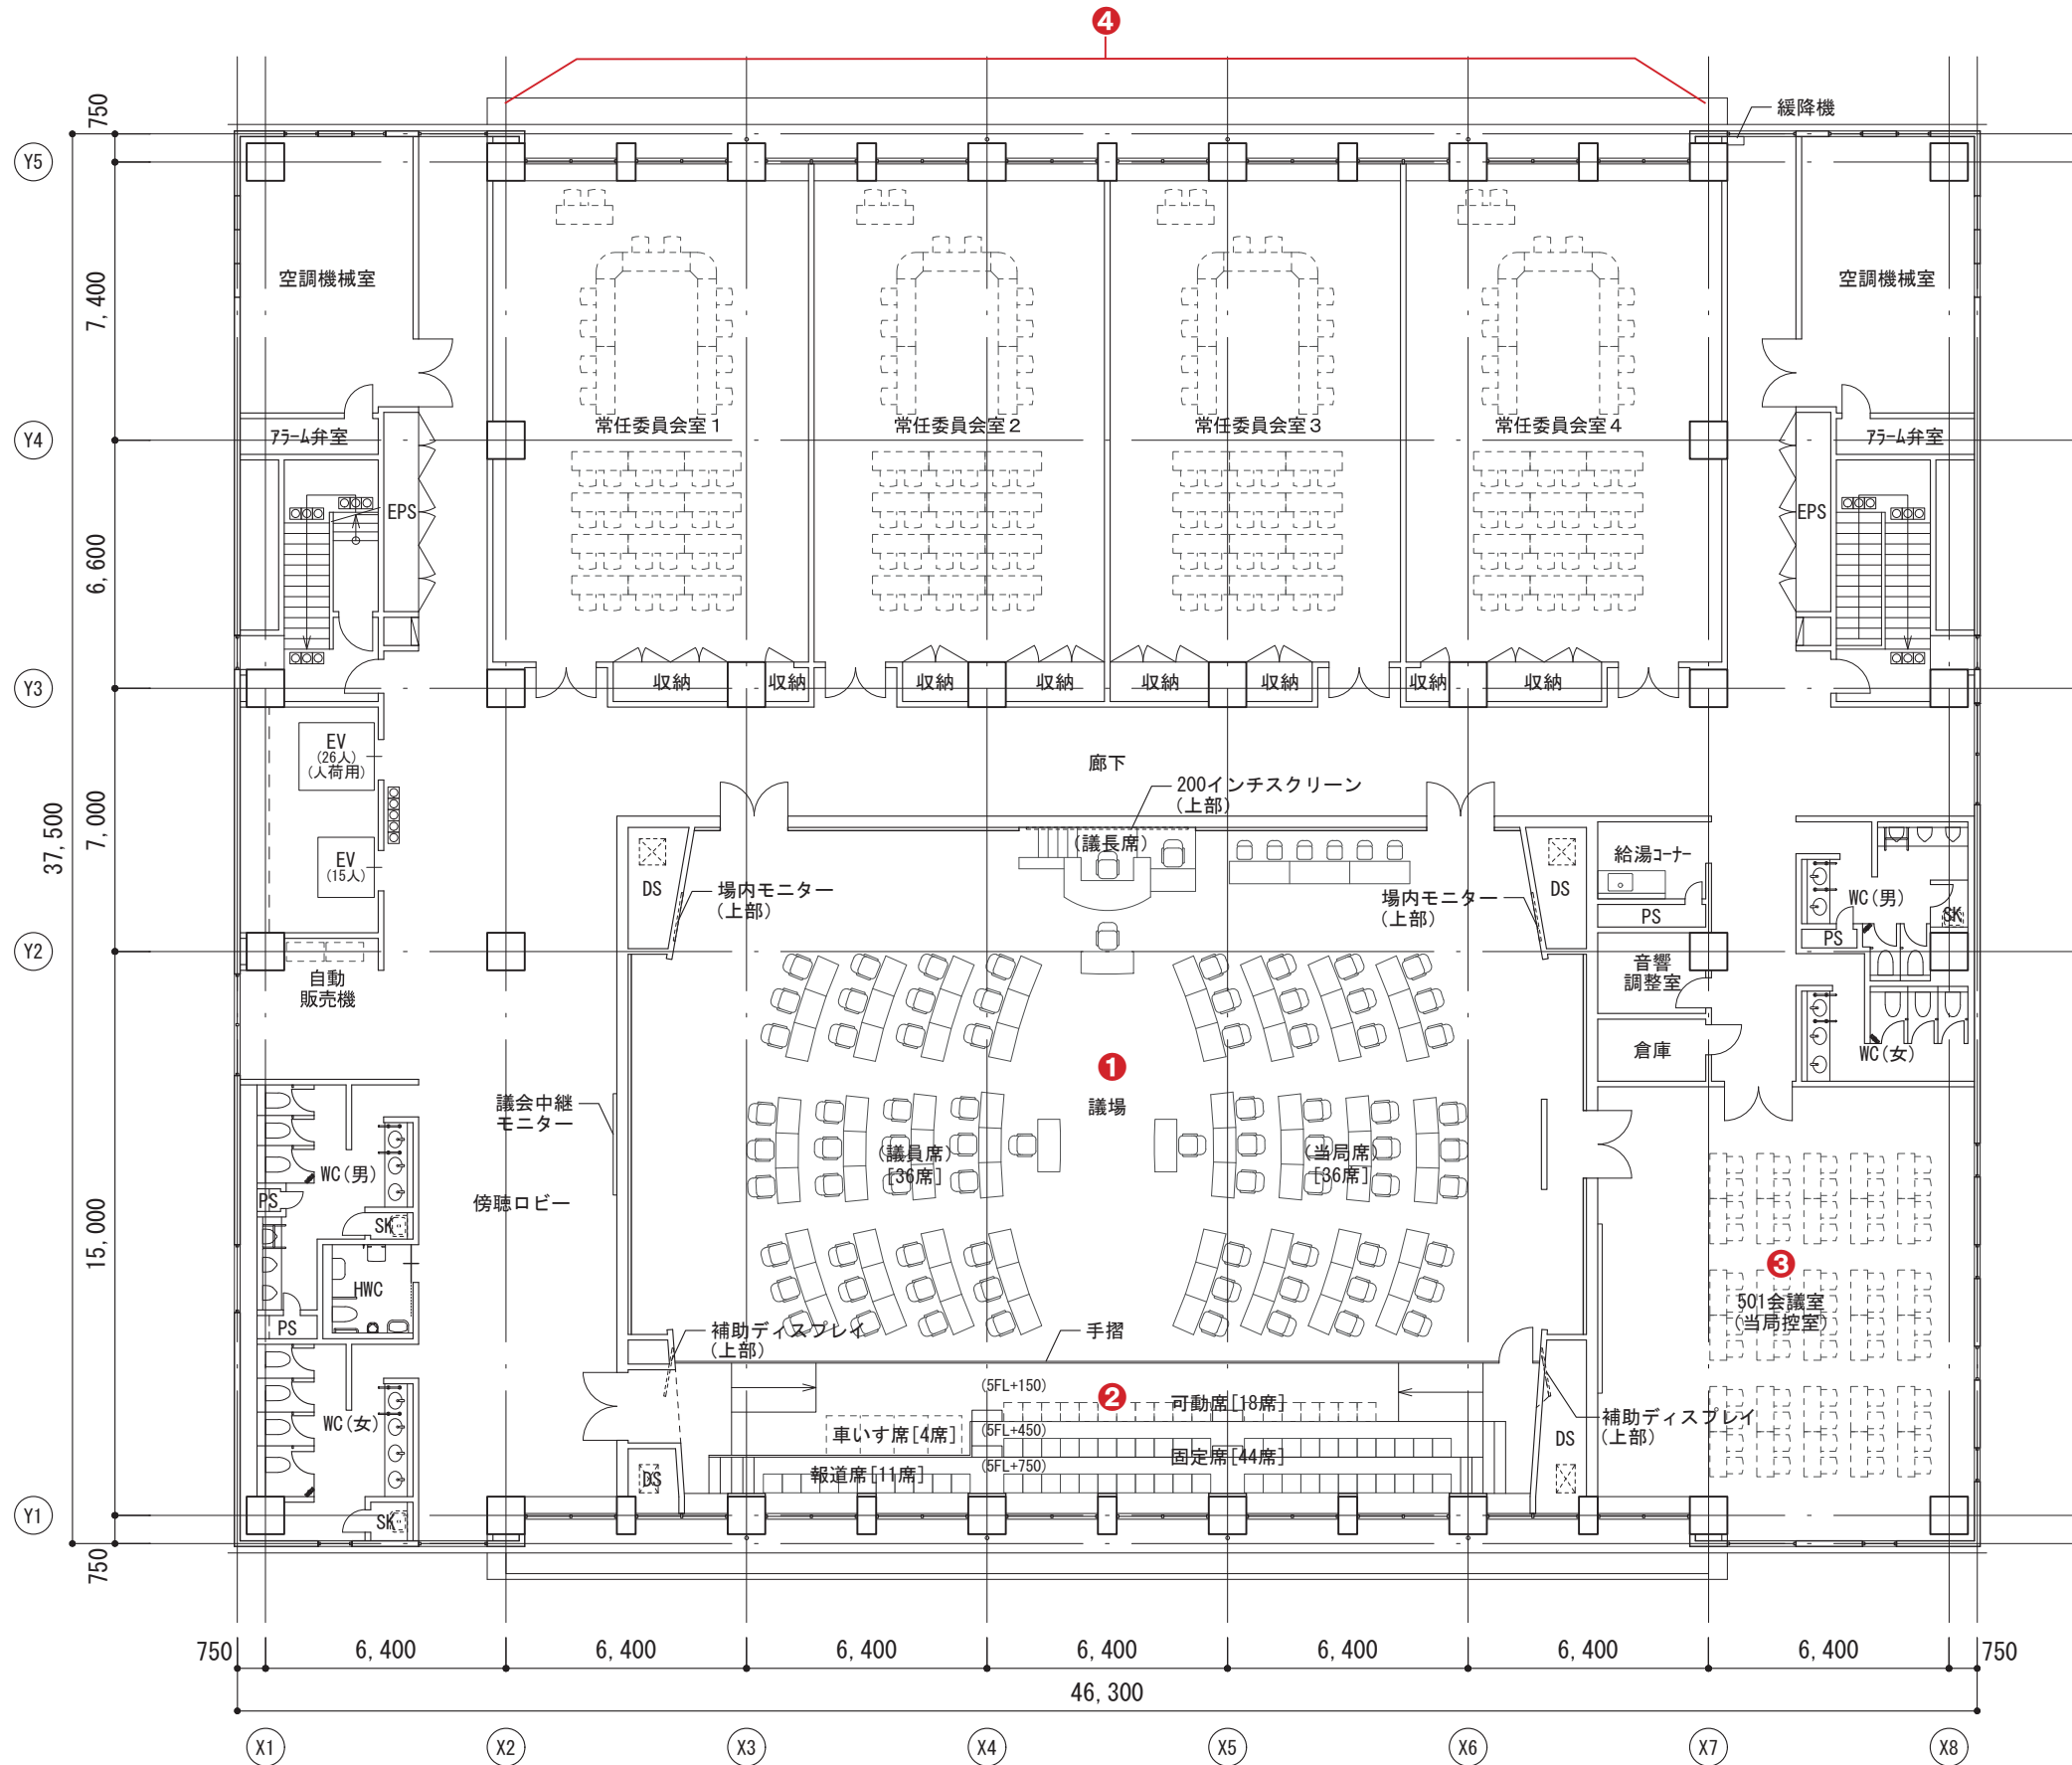 4
緩降機
750
Y5
空調機械室
空調機械室
7,400
常任委員会室1
常任委員会室2
常任委員会室3
常任委員会室4
Y4
アラーム弁室
アラーム弁室
EPS
EPS
6,600
Y3
収納
収納
収納
収納
収納
収納
収納
収納
EV
(26人)
(人荷用)
廊下
200インチスクリーン
(上部)
37,500
7,000
(議長席)
給湯コーナー
EV
(15人)
DS
場内モニター
(上部)
場内モニター
(上部)
DS
WC(男)
PS
SK
PS
Y2
自動
販売機
音響
調整室
倉庫
WC(女)
1
議場
議会中継
モニター
(議員席)
[36席]
(当局席)
[36席]
WC(男)
PS
傍聴ロビー
SK
15,000
3
HWC
501会議室
(当局控室)
PS
補助ディスプレイ
(上部)
手摺
(5FL+150)
2
可動席[18席]
WC(女)
車いす席[4席]
(5FL+450)
固定席[44席]
補助ディスプレイ
(上部)
DS
報道席[11席]
(5FL+750)
DS
Y1
SK
750
750
6,400
6,400
6,400
6,400
6,400
6,400
6,400
750
46,300
X1
X2
X3
X4
X5
X6
X7
X8